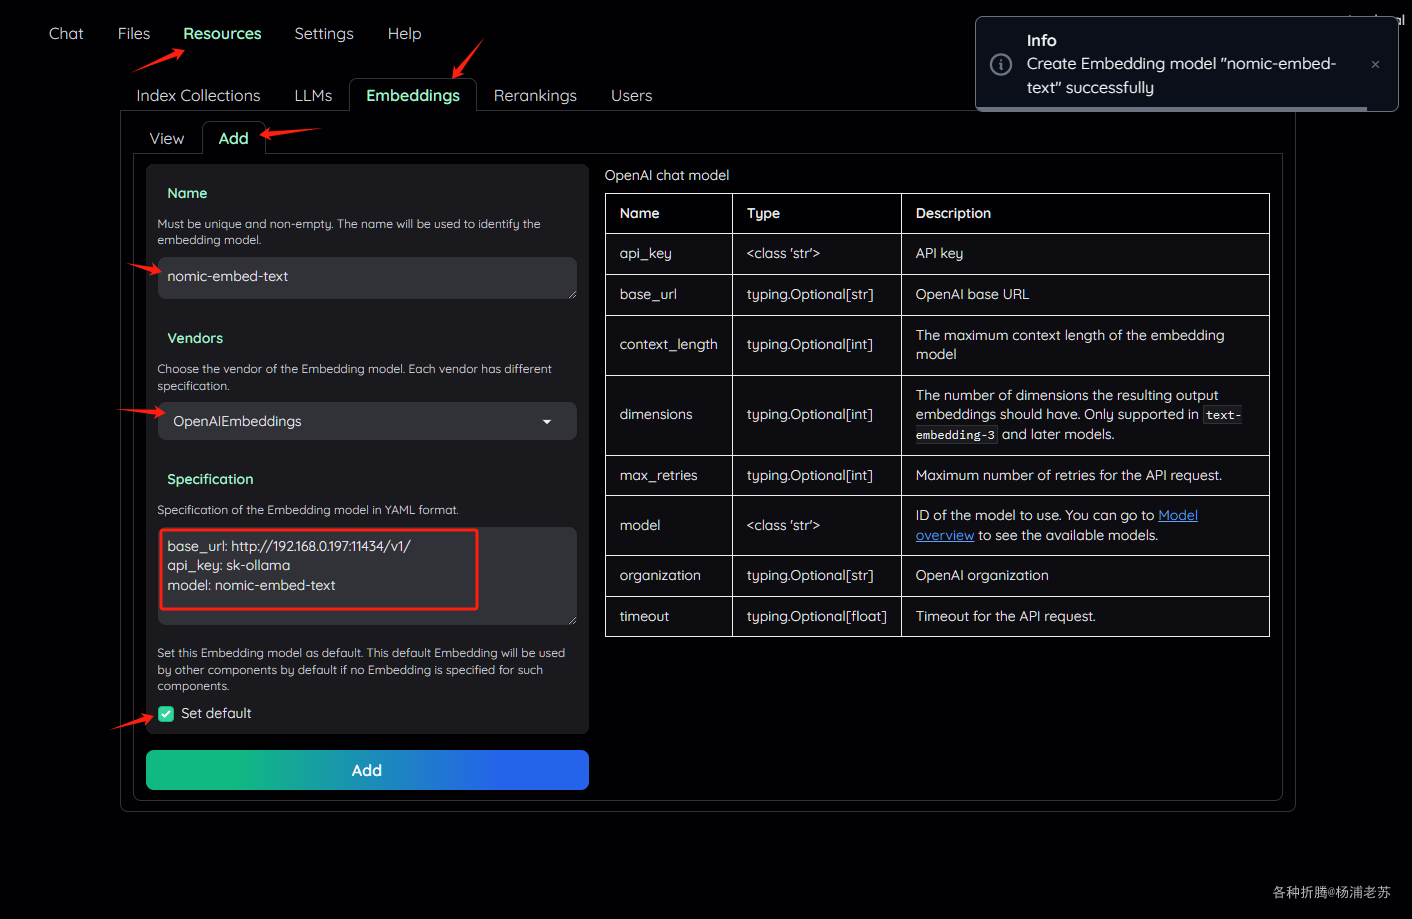 Chat Files Resources Settings Help
Info
Create Embedding model "nomic-embed-
text" successfully
Index Collections LLMs Embeddings Rerankings Users
View Add
Name
Must be unique and non-empty. The name will be used to identify the
embedding model.
nomic-embed-text
Vendors
Choose the vendor of the Embedding model. Each vendor has different
specification.
OpenAIEmbeddings
Specification
Specification of the Embedding model in YAML format.
base_url: http://192.168.0.197:11434/v1/
api_key: sk-ollama
model: nomic-embed-text
Set this Embedding model as default. This default Embedding will be used
by other components by default if no Embedding is specified for such
components.
Set default
Add
OpenAI chat model
Name Type Description
api_key <class 'str'> API key
base_url typing.Optional[str] OpenAI base URL
context_length typing.Optional[int] The maximum context length of the embedding
model
dimensions typing.Optional[int] The number of dimensions the resulting output
embeddings should have. Only supported in text-
embedding-3 and later models.
max_retries typing.Optional[int] Maximum number of retries for the API request.
model <class 'str'> ID of the model to use. You can go to Model
overview to see the available models.
organization typing.Optional[str] OpenAI organization
timeout typing.Optional[float] Timeout for the API request.
各种折腾@杨浦老苏